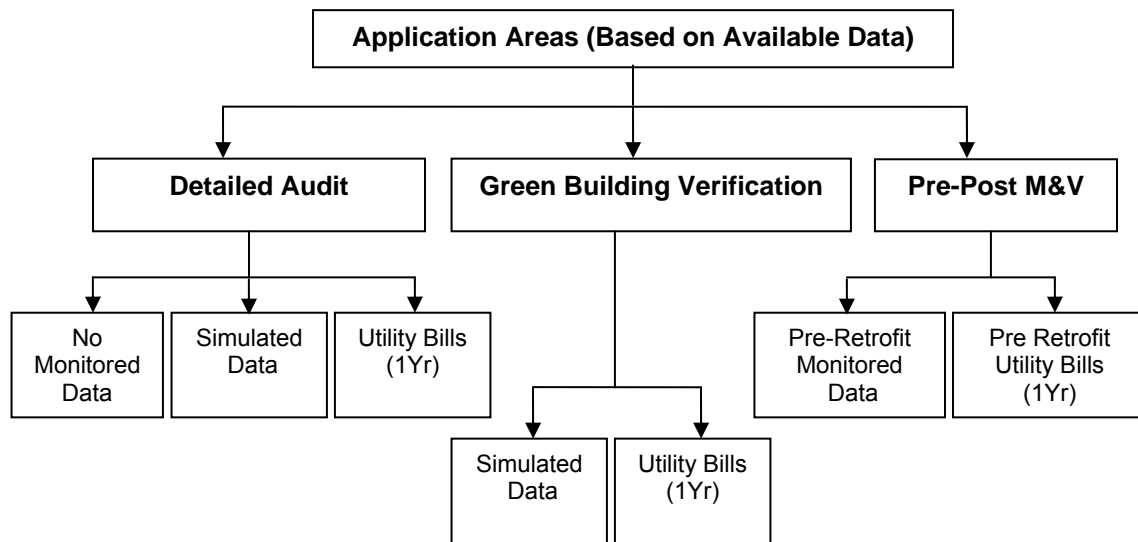 Application Areas (Based on Available Data)
Detailed Audit
Green Building Verification
Pre-Post M&V
No
Monitored
Data
Simulated
Data
Utility Bills
(1Yr)
Simulated
Data
Utility Bills
(1Yr)
Pre-Retrofit
Monitored
Data
Pre Retrofit
Utility Bills
(1Yr)